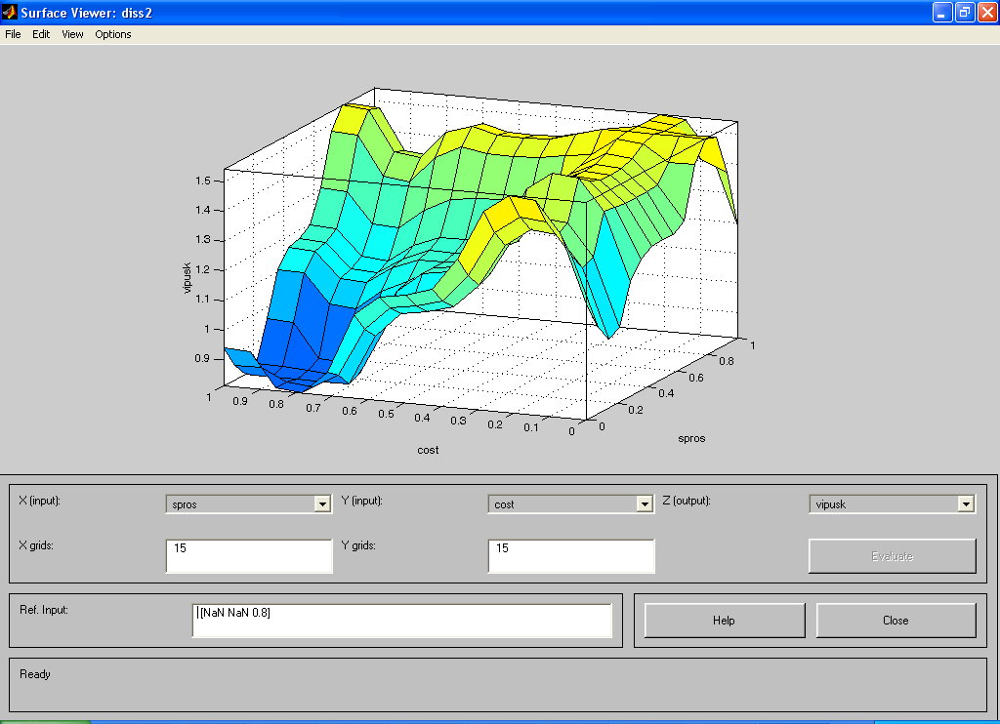 Surface Viewer: diss2
File Edit View Options
1.5
1.4
1.3
1.2
1.1
1
0.9
vipusk
1 0.9 0.8 0.7 0.6 0.5 0.4 0.3 0.2 0.1 0
cost
0 0.2 0.4 0.6 0.8 1
spros
X (input): spros Y (input): cost Z (output): vipusk
X grids: 15 Y grids: 15 Evaluate
Ref. Input: [NaN NaN 0.8] Help Close
Ready